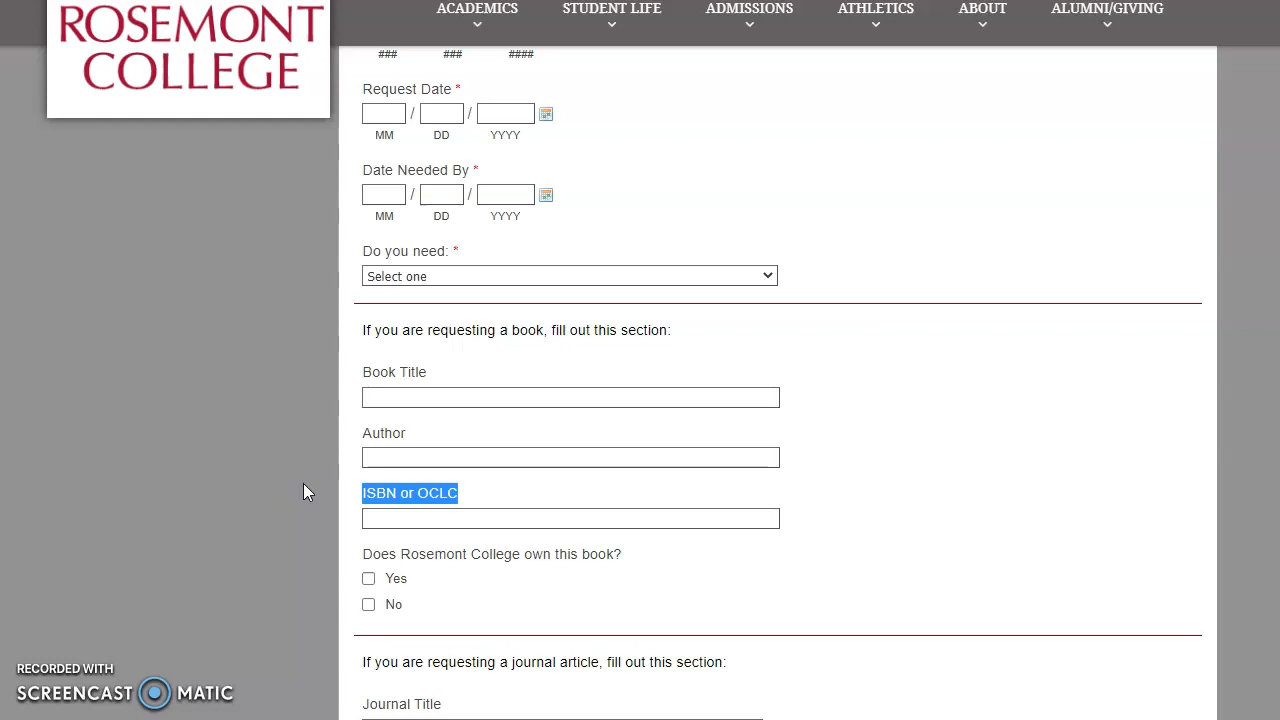 ROSEMONT
COLLEGE
ACADEMICS STUDENT LIFE ADMISSIONS ATHLETICS ABOUT ALUMNI/GIVING
### ### ####
Request Date *
/ /
MM DD YYYY
Date Needed By *
/ /
MM DD YYYY
Do you need: *
Select one
If you are requesting a book, fill out this section:
Book Title
Author
ISBN or OCLC
Does Rosemont College own this book?
Yes
No
If you are requesting a journal article, fill out this section:
Journal Title
RECORDED WITH
SCREENCAST MATIC